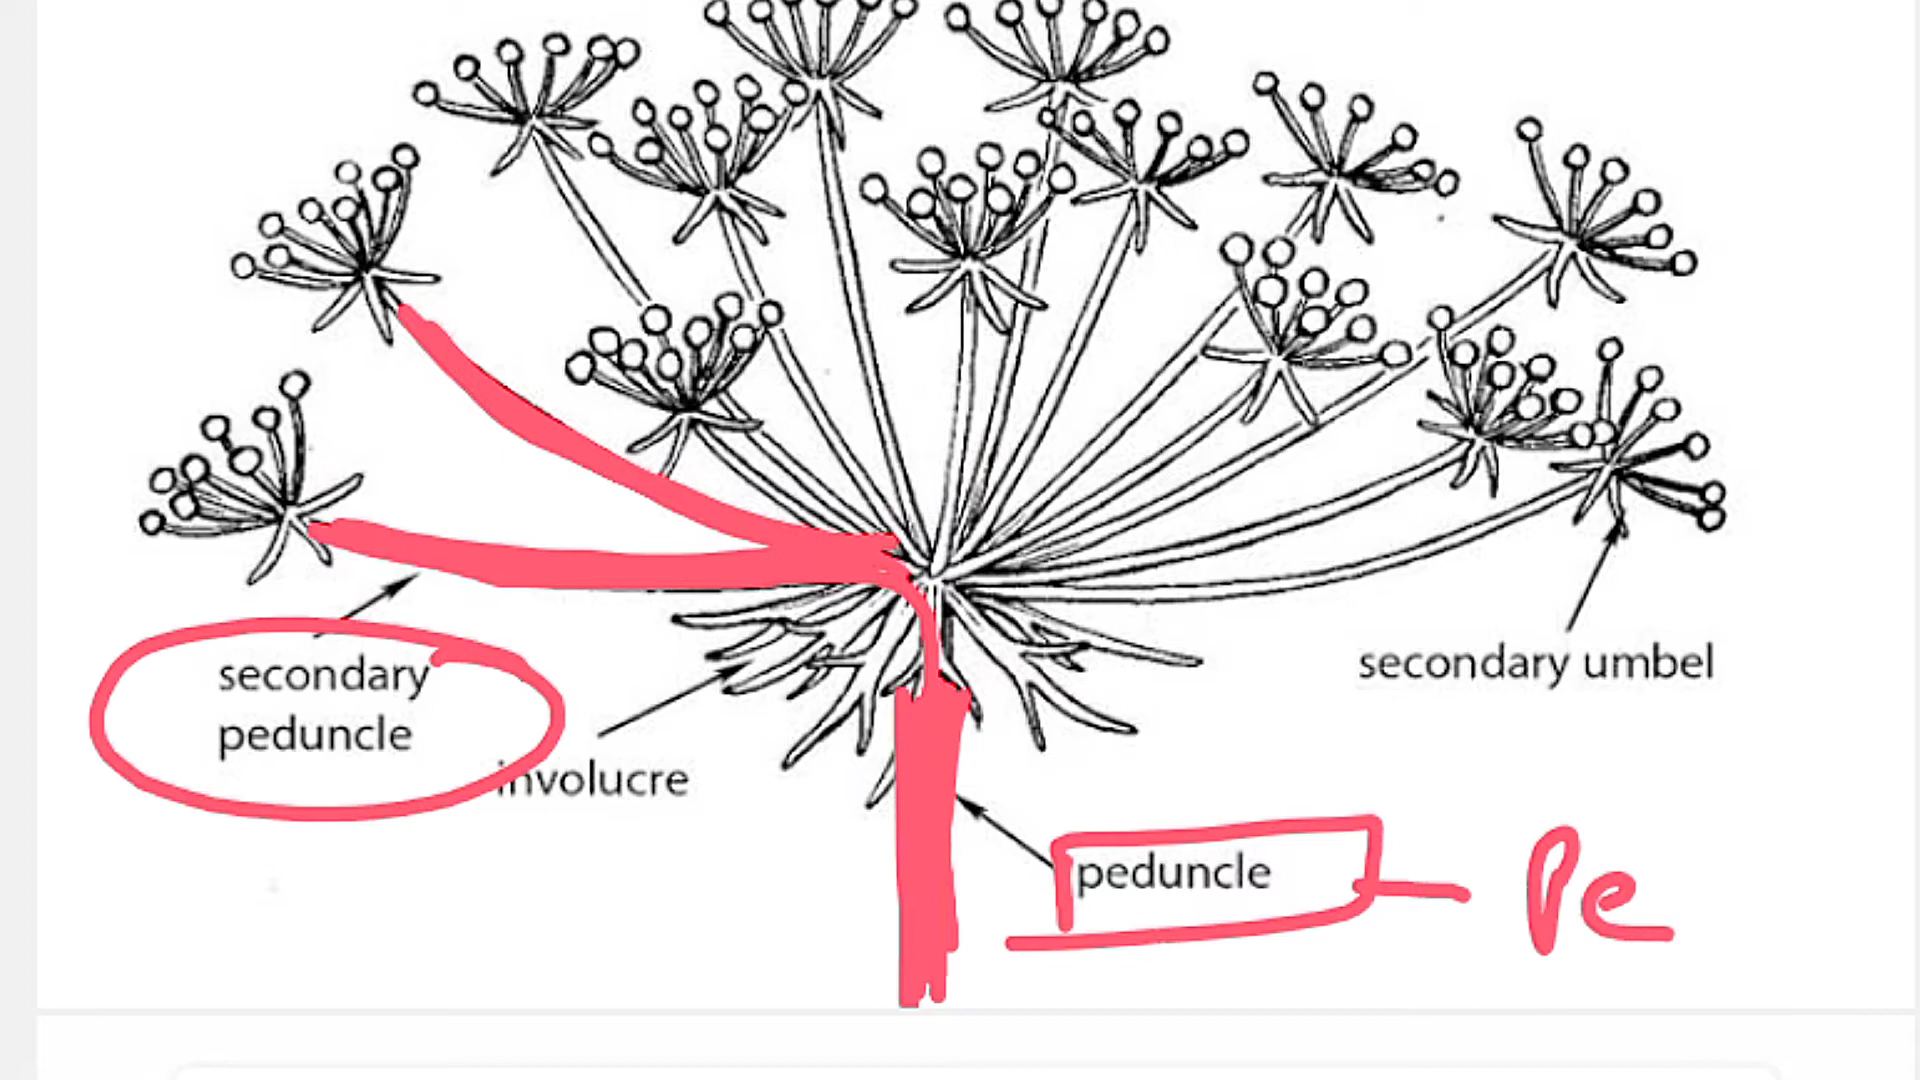 secondary umbel
secondary
peduncle
involucre
peduncle
Pe